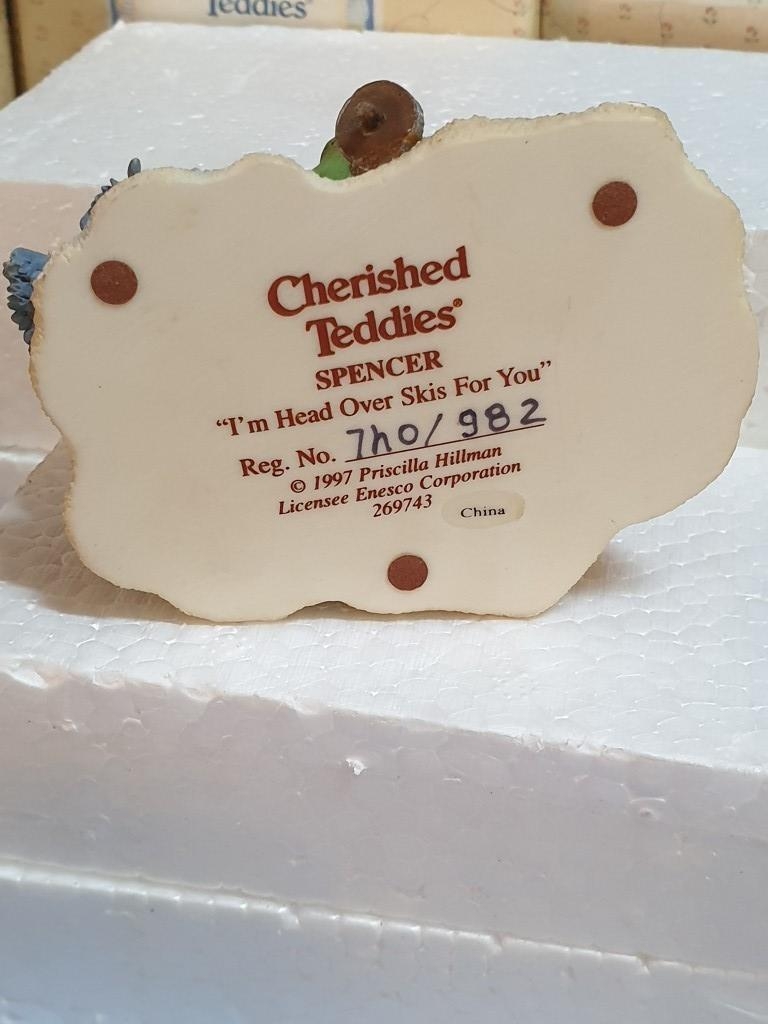 Teddies®
Cherished
Teddies®
SPENCER
"I'm Head Over Skis For You"
Reg. No. 7h0/982
© 1997 Priscilla Hillman
Licensee Enesco Corporation
269743 China